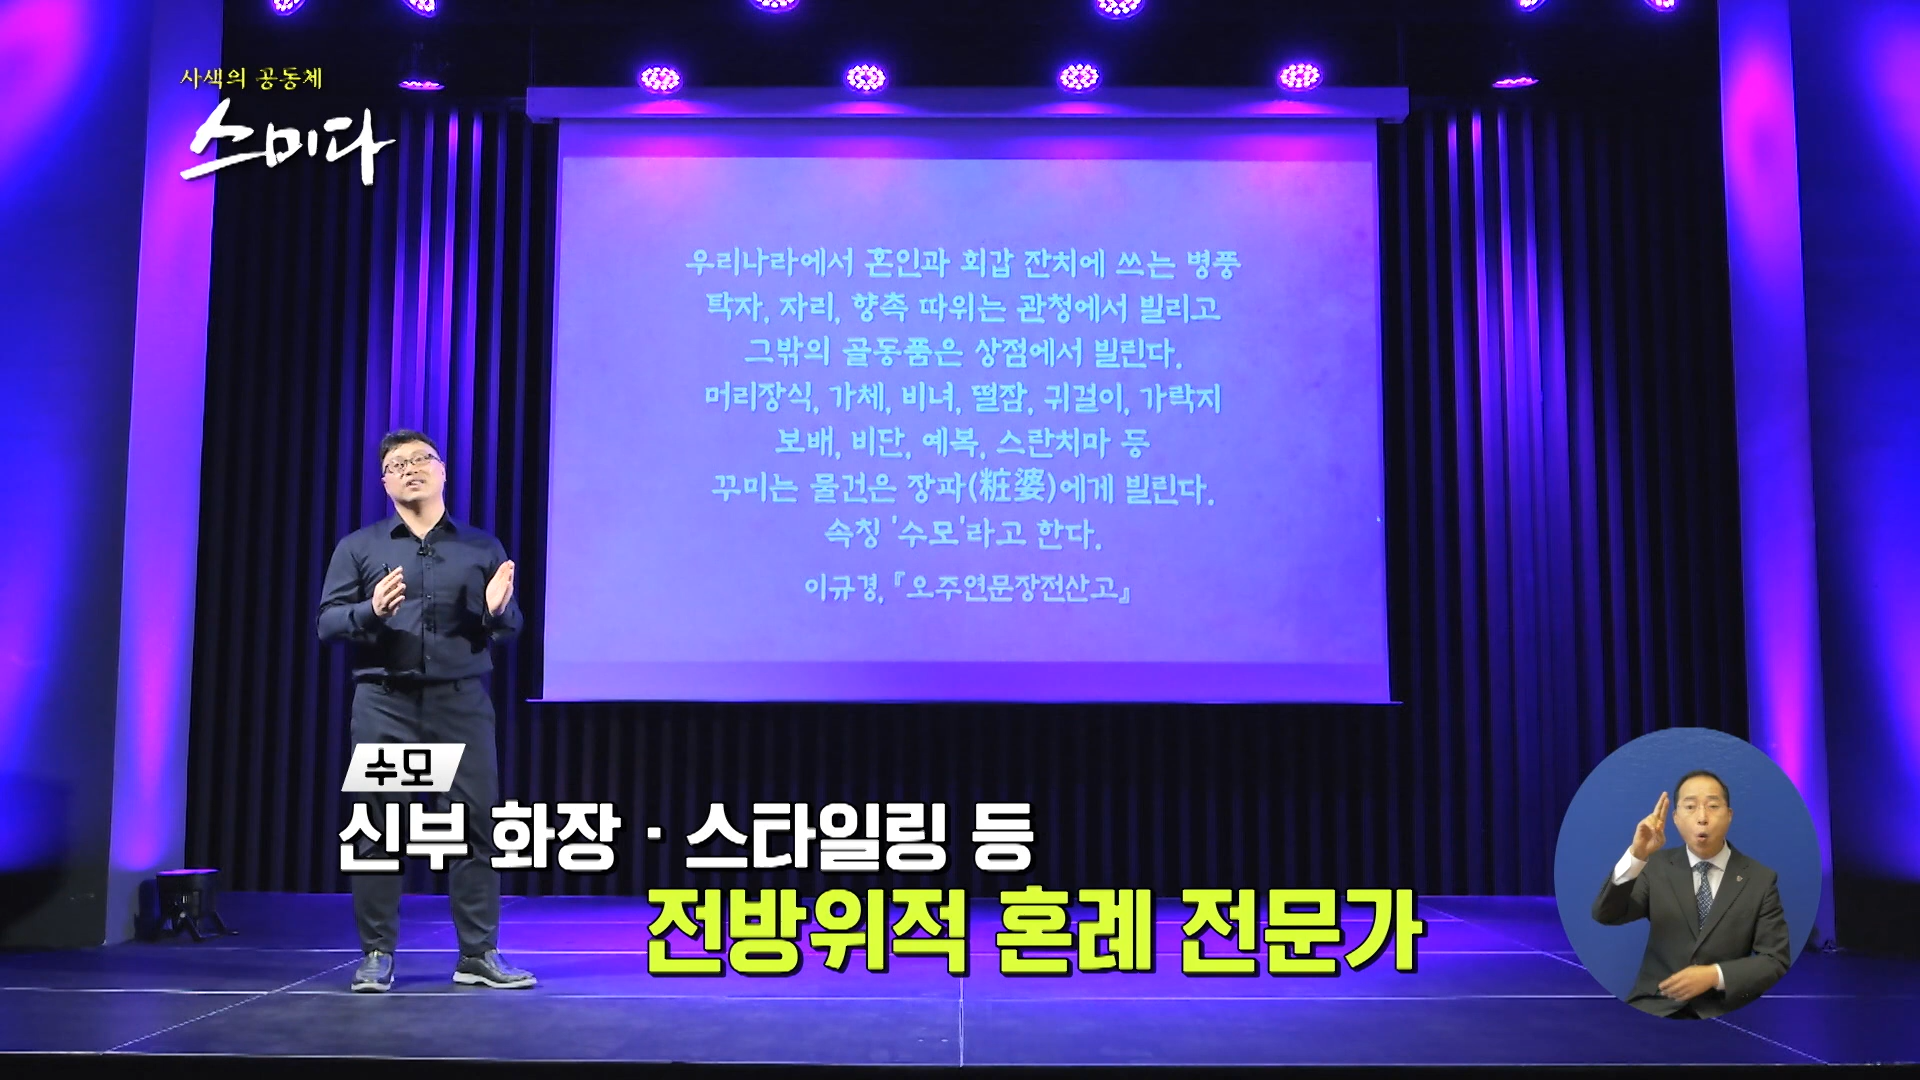 사색의 공동체
스미다
우리나라에서 혼인과 회갑 잔치에 쓰는 병풍
탁자, 자리, 향촉 따위는 관청에서 빌리고
그밖의 골동품은 상점에서 빌린다.
머리장식, 가체, 비녀, 떨잠, 귀걸이, 가락지
보배, 비단, 예복, 스란치마 등
꾸미는 물건은 장파(粧婆)에게 빌린다.
속칭 '수모'라고 한다.
이규경, 『오주연문장전산고』
수모
신부 화장 · 스타일링 등
전방위적 혼례 전문가